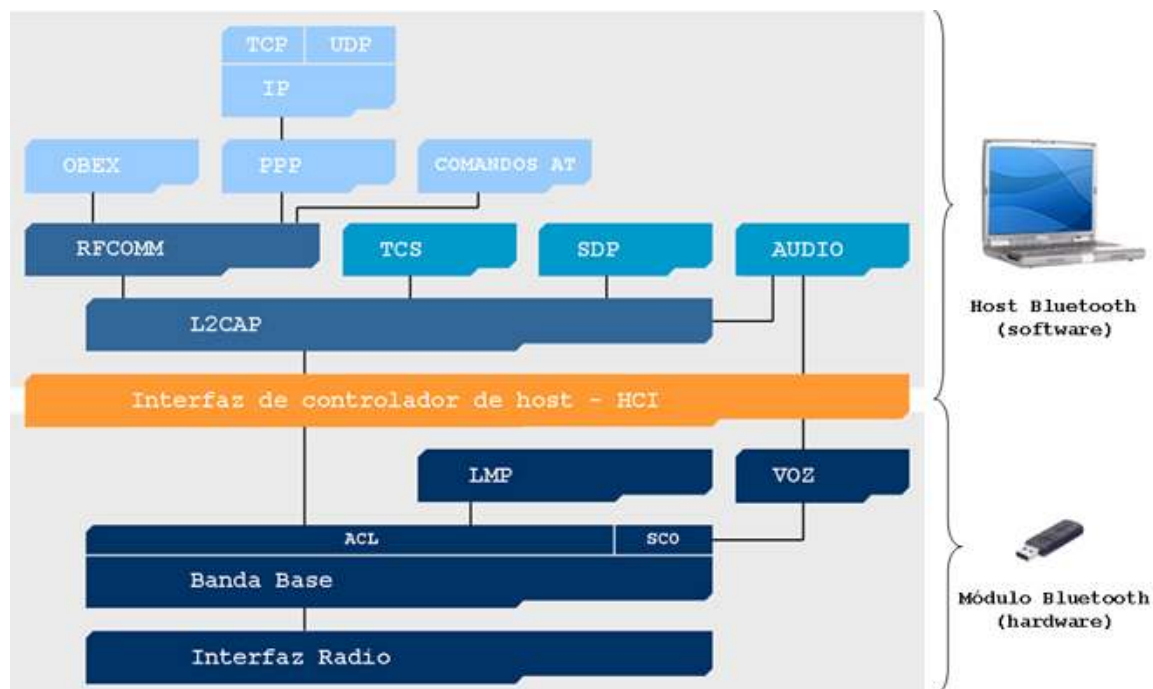 TCP UDP
IP
OBEX PPP COMANDOS AT
RFCOMM TCS SDP AUDIO
L2CAP
Host Bluetooth
(software)
Interfaz de controlador de host - HCI
LMP VOZ
ACL SCO
Banda Base
Módulo Bluetooth
(hardware)
Interfaz Radio